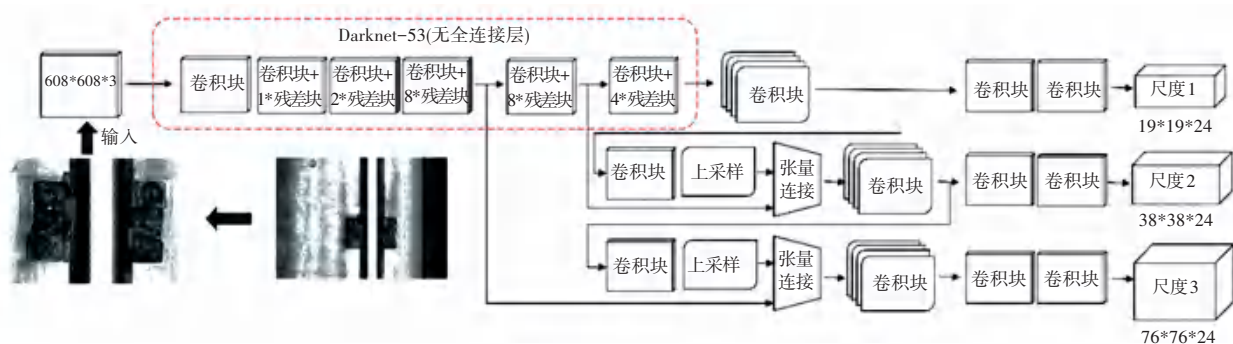 Darknet-53(无全连接层)
608*608*3
卷积块
卷积块+
1*残差块
卷积块+
2*残差块
卷积块+
8*残差块
卷积块+
8*残差块
卷积块+
4*残差块
卷积块
卷积块
卷积块
尺度1
19*19*24
输入
卷积块
上采样
张量
连接
卷积块
卷积块
卷积块
尺度2
38*38*24
卷积块
上采样
张量
连接
卷积块
卷积块
卷积块
尺度3
76*76*24